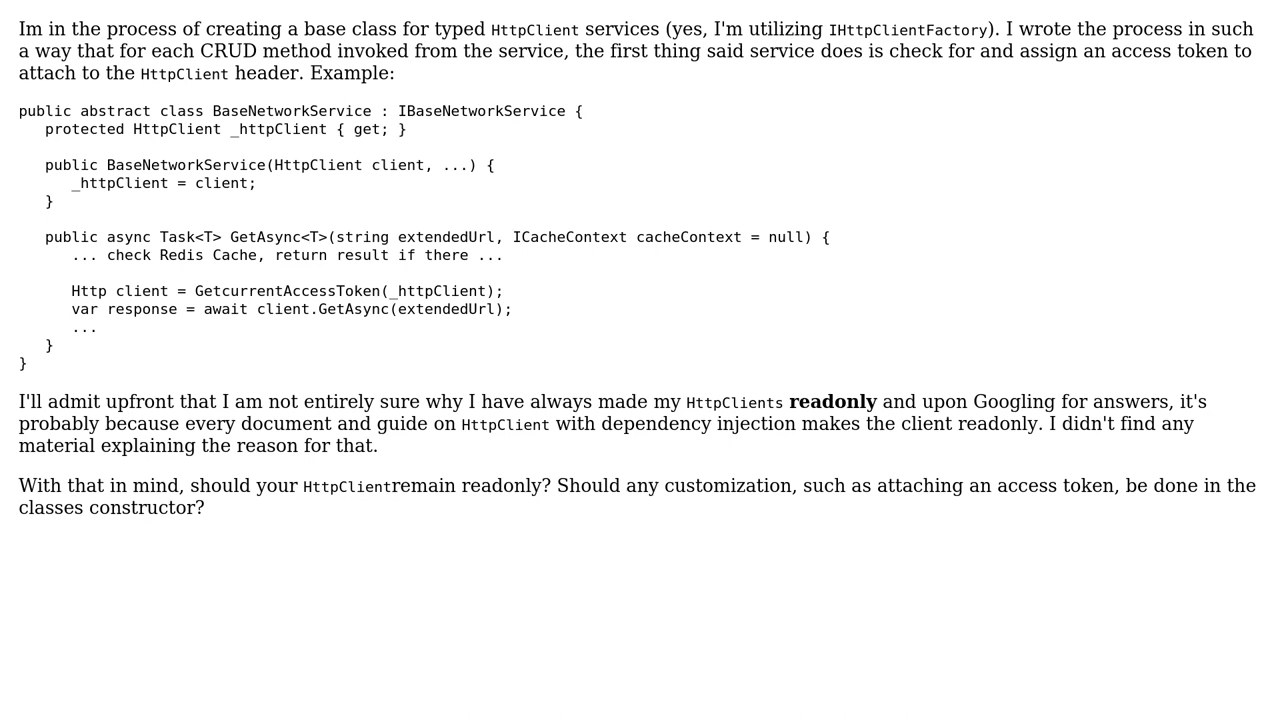 Im in the process of creating a base class for typed HttpClient services (yes, I'm utilizing IHttpClientFactory). I wrote the process in such
a way that for each CRUD method invoked from the service, the first thing said service does is check for and assign an access token to
attach to the HttpClient header. Example:
public abstract class BaseNetworkService : IBaseNetworkService {
   protected HttpClient _httpClient { get; }
   public BaseNetworkService(HttpClient client, ...) {
      _httpClient = client;
   }
   public async Task<T> GetAsync<T>(string extendedUrl, ICacheContext cacheContext = null) {
      ... check Redis Cache, return result if there ...
      Http client = GetcurrentAccessToken(_httpClient);
      var response = await client.GetAsync(extendedUrl);
      ...
   }
}
I'll admit upfront that I am not entirely sure why I have always made my HttpClients readonly and upon Googling for answers, it's
probably because every document and guide on HttpClient with dependency injection makes the client readonly. I didn't find any
material explaining the reason for that.
With that in mind, should your HttpClientremain readonly? Should any customization, such as attaching an access token, be done in the
classes constructor?